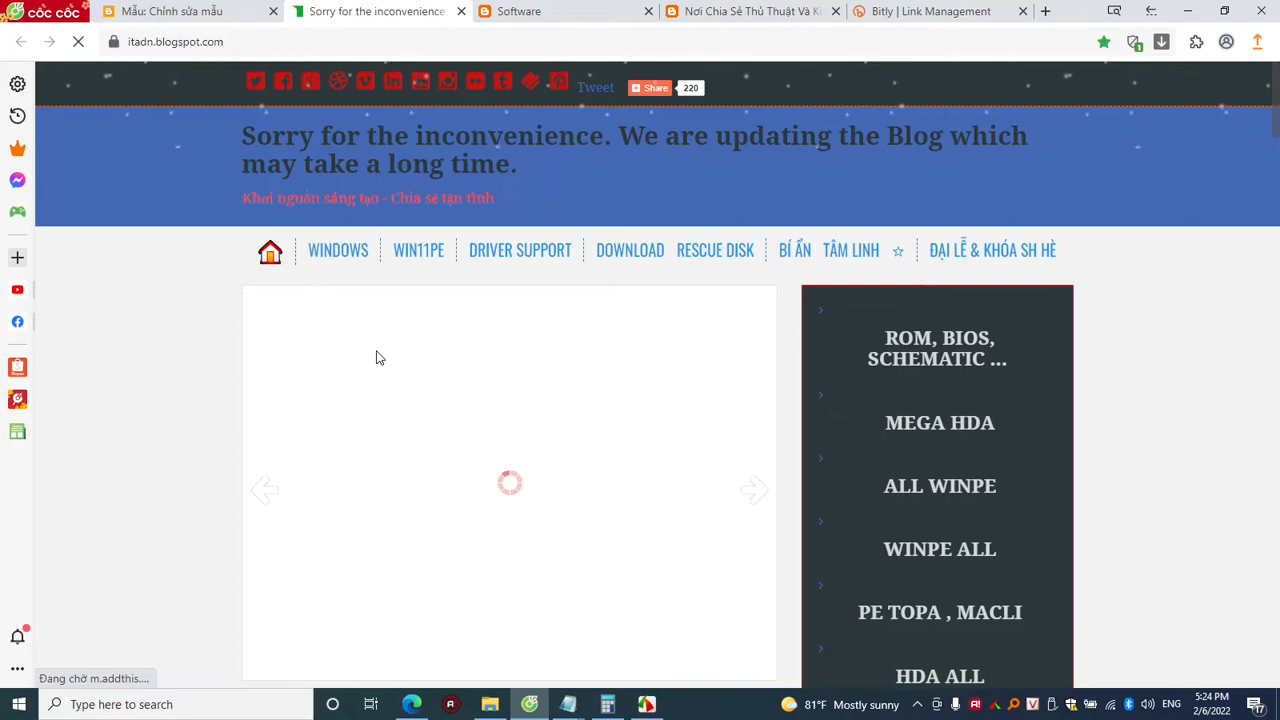 cốc cốc
Mẫu: Chỉnh sửa mẫu
Sorry for the inconvenience.
Software
Nơi Chia Sẻ Thủ Thuật Và Ki
Bitly | Link Management
itadn.blogspot.com
Tweet
Share
220
Sorry for the inconvenience. We are updating the Blog which
may take a long time.
Khơi nguồn sáng tạo - Chia sẻ tận tình
WINDOWS
WIN11PE
DRIVER SUPPORT
DOWNLOAD RESCUE DISK
BÍ ẨN TÂM LINH ☆
ĐẠI LỄ & KHÓA SH HÈ
ROM, BIOS,
SCHEMATIC ...
MEGA HDA
ALL WINPE
WINPE ALL
PE TOPA , MACLI
HDA ALL
Đang chờ m.addthis....
Type here to search
81°F Mostly sunny
ENG
5:24 PM
2/6/2022
17